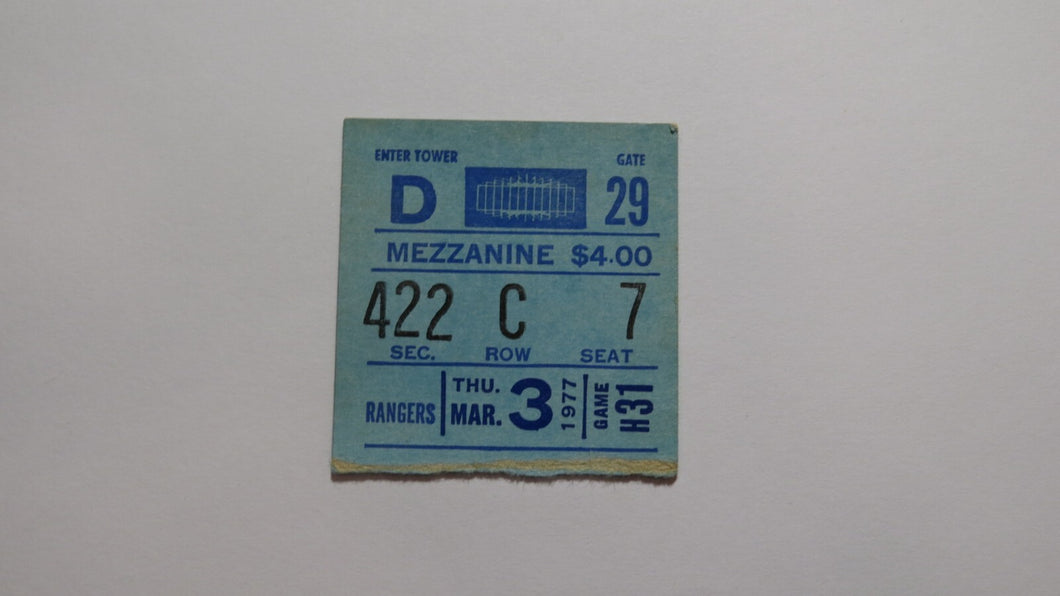 ENTER TOWER GATE
D 29
MEZZANINE $4.00
422 C 7
SEC. ROW SEAT
RANGERS THU. MAR. 3 1977 GAME H31